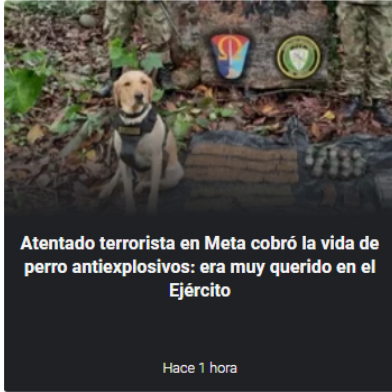 Atentado terrorista en Meta cobró la vida de
perro antiexplosivos: era muy querido en el
Ejército
Hace 1 hora